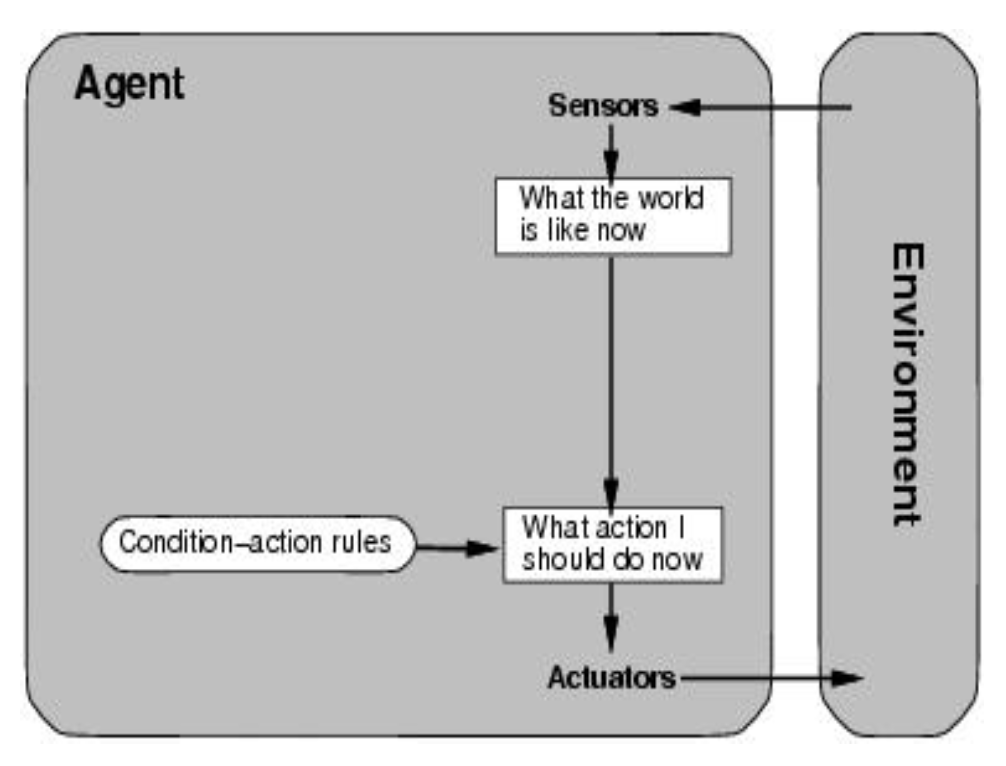 Agent
Sensors
What the world
is like now
Environment
Condition–action rules
What action I
should do now
Actuators